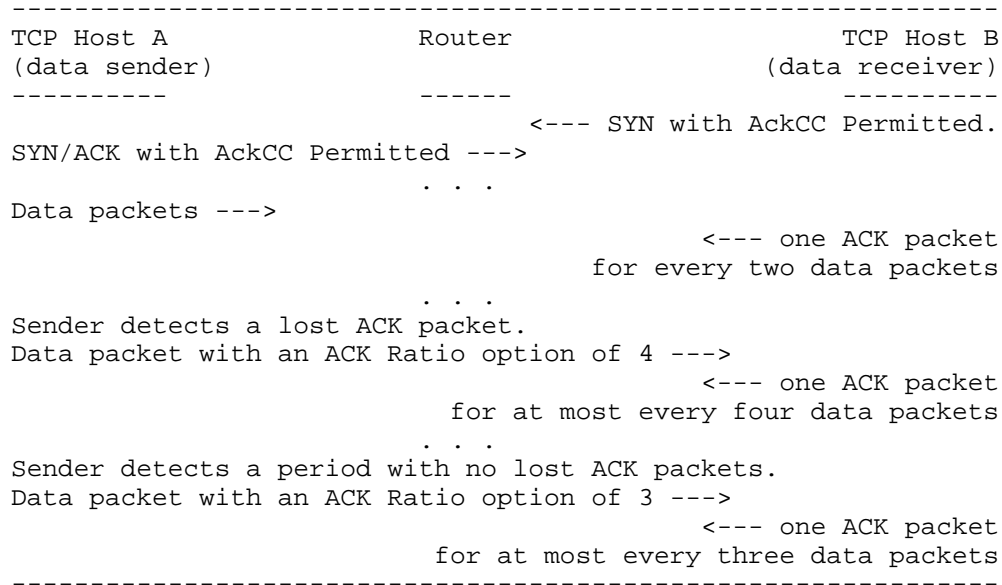 ---------------------------------------------------------------
TCP Host A                Router                     TCP Host B
(data sender)                                   (data receiver)
----------                ------                     ----------
                                 <--- SYN with AckCC Permitted.
SYN/ACK with AckCC Permitted --->
                          . . .
Data packets --->
                                            <--- one ACK packet
                                     for every two data packets
                          . . .
Sender detects a lost ACK packet.
Data packet with an ACK Ratio option of 4 --->
                                            <--- one ACK packet
                            for at most every four data packets
                          . . .
Sender detects a period with no lost ACK packets.
Data packet with an ACK Ratio option of 3 --->
                                            <--- one ACK packet
                           for at most every three data packets
---------------------------------------------------------------